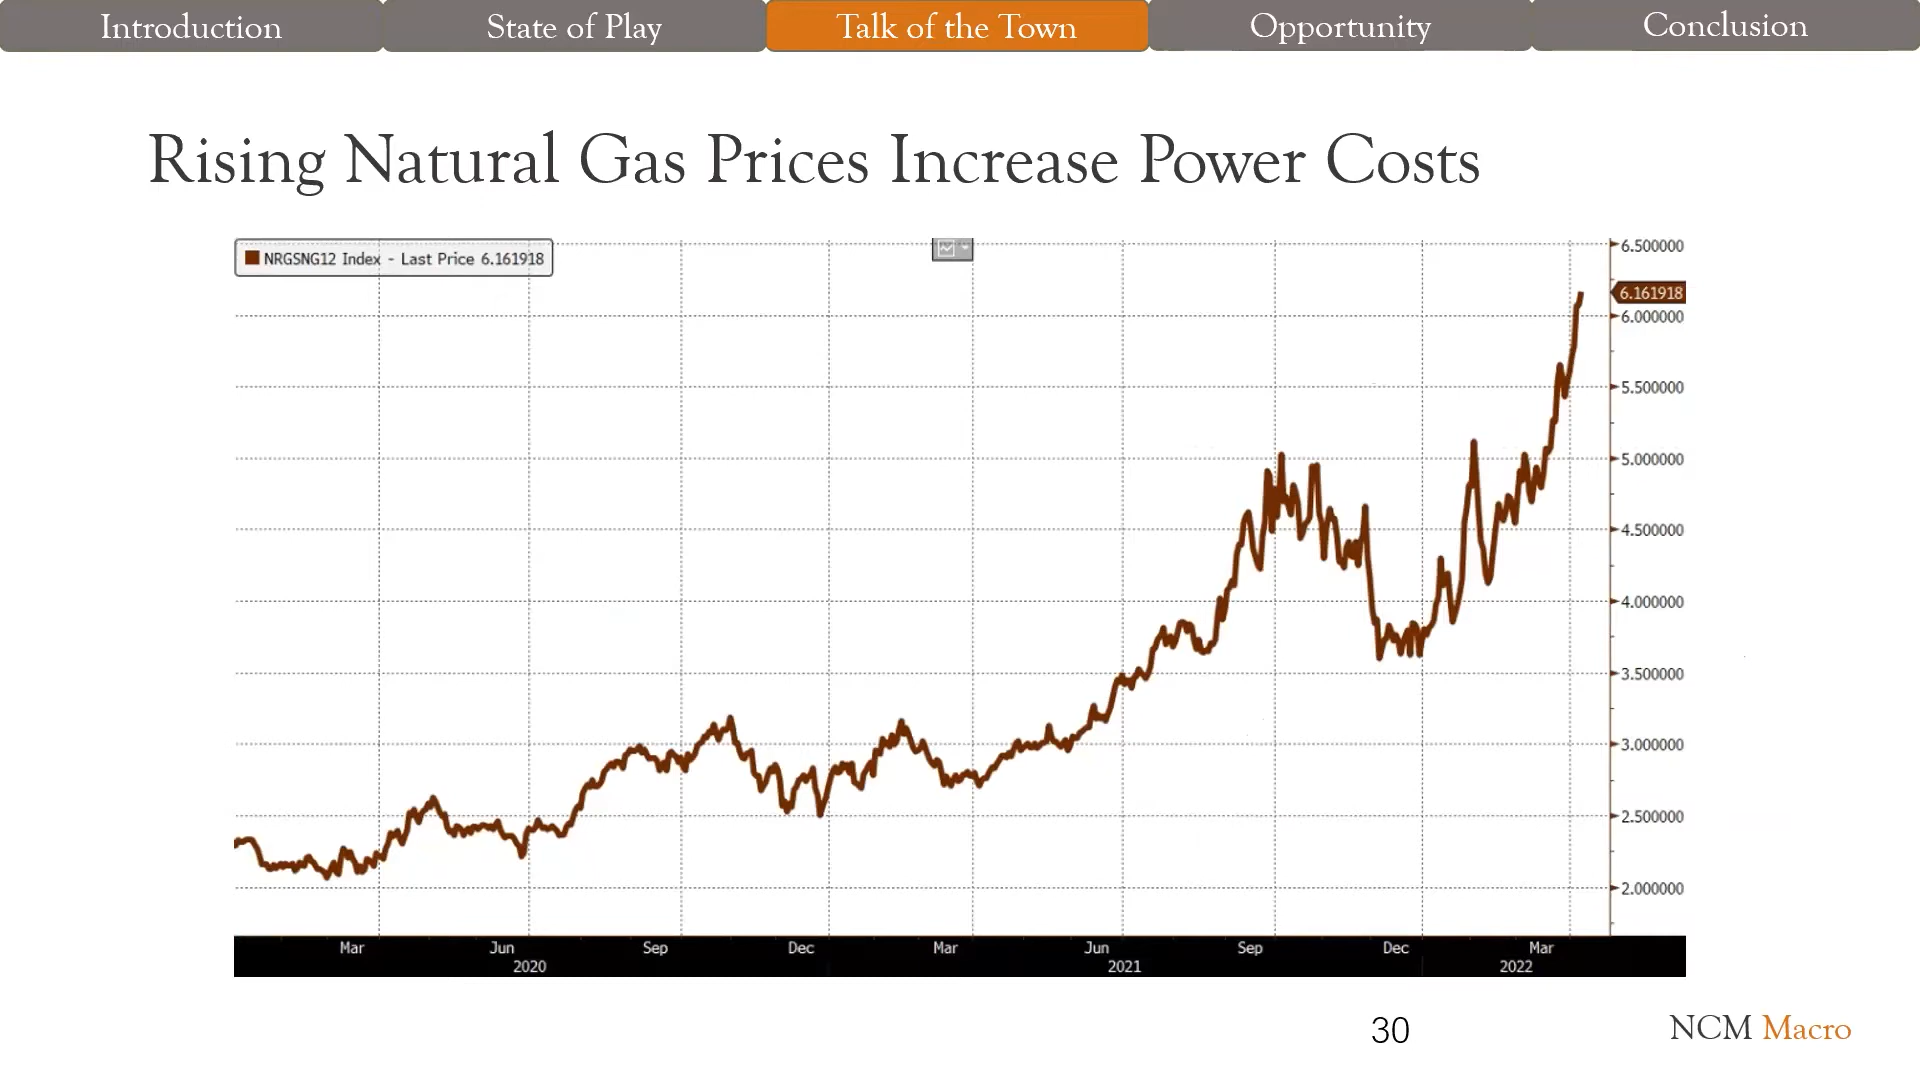 Introduction State of Play Talk of the Town Opportunity Conclusion
Rising Natural Gas Prices Increase Power Costs
NRGSNG12 Index - Last Price 6.161918
6.500000
6.161918
6.000000
5.500000
5.000000
4.500000
4.000000
3.500000
3.000000
2.500000
2.000000
Mar Jun Sep Dec Mar Jun Sep Dec Mar
2020 2021 2022
30
NCM Macro